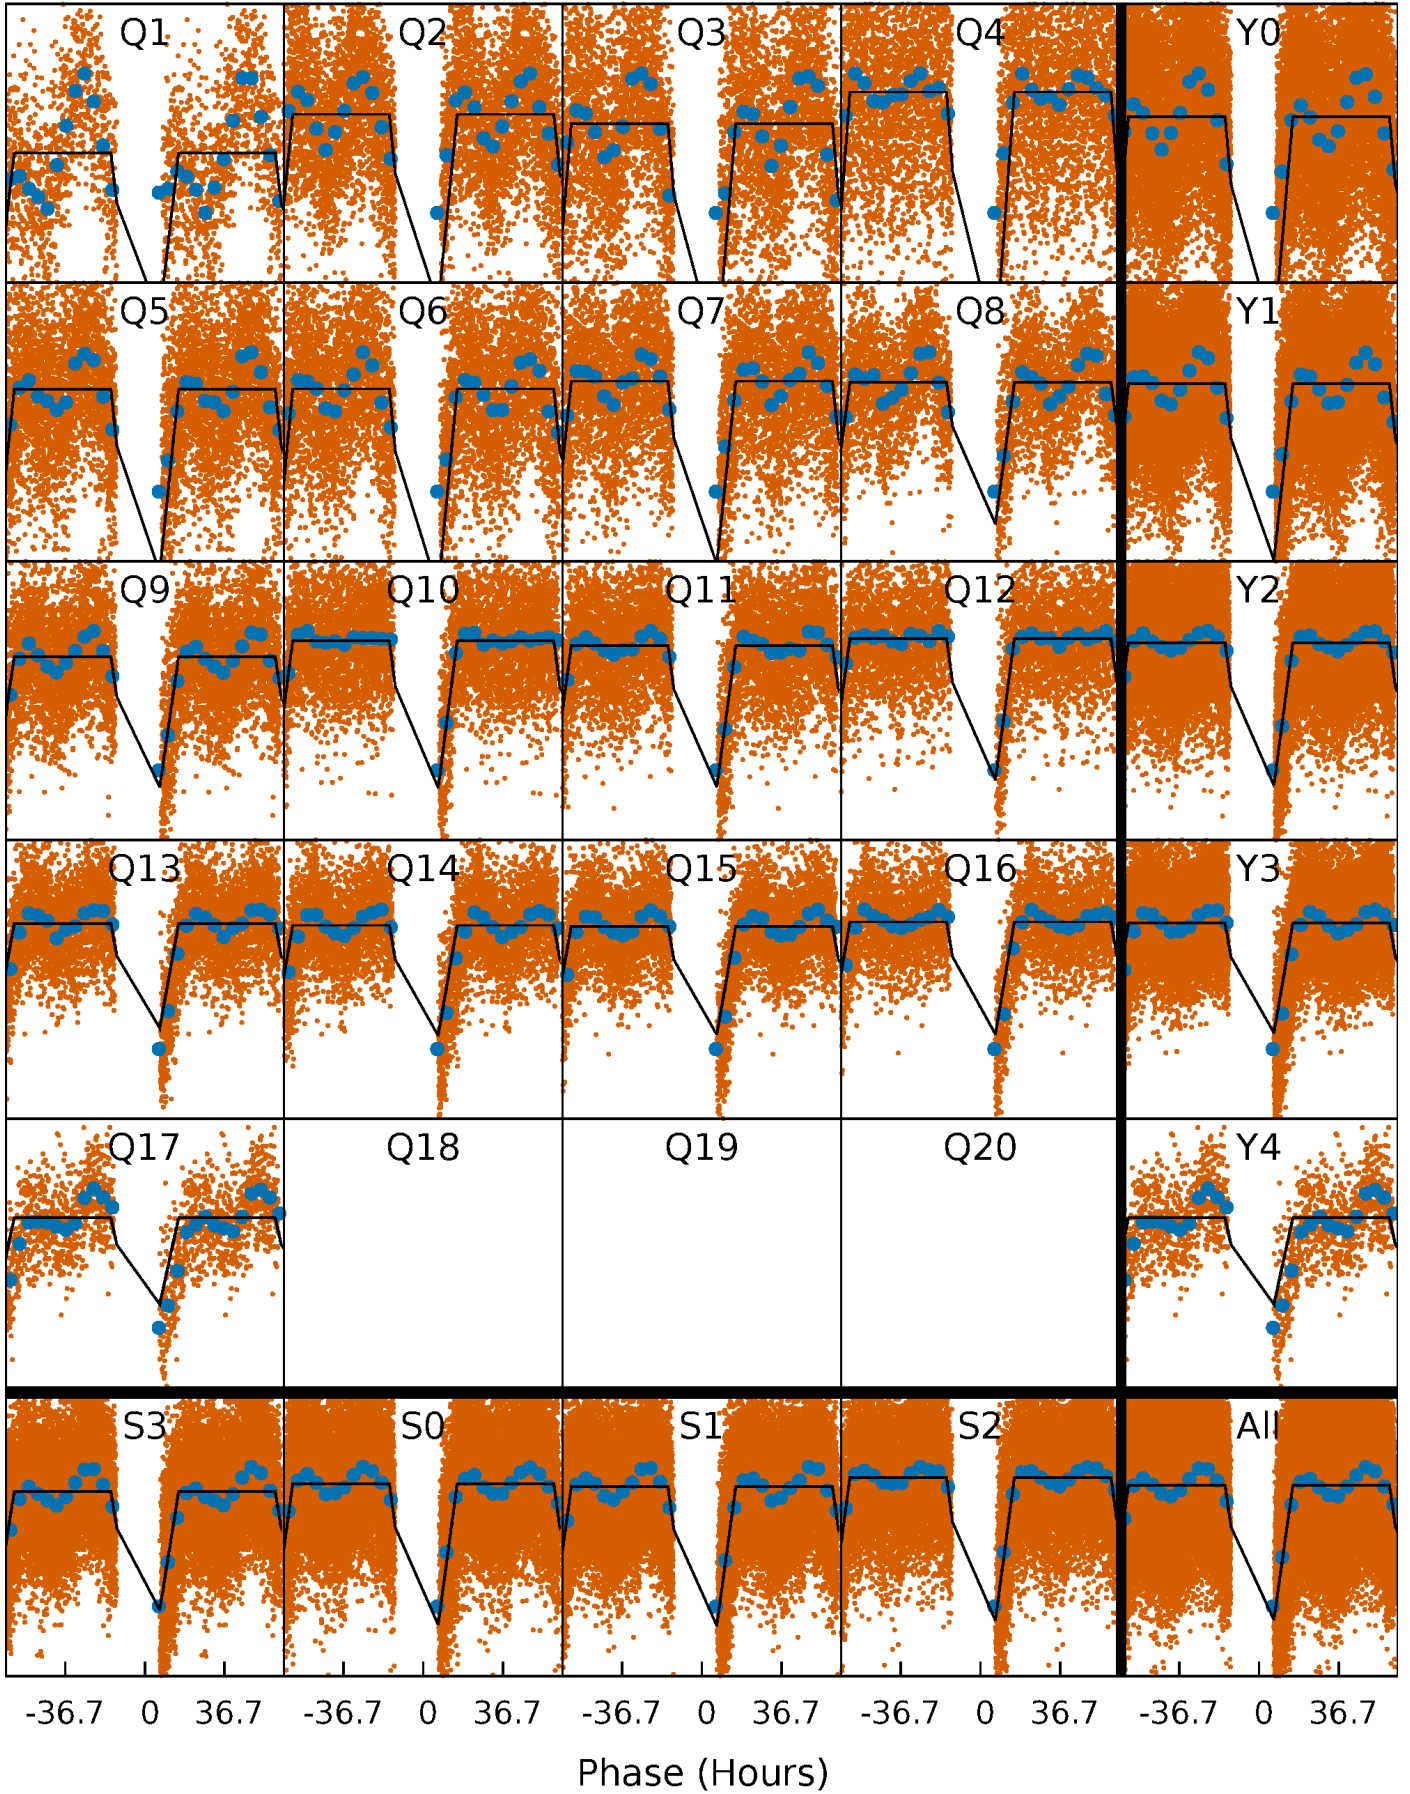 Q1 Q2 Q3 Q4 Y0
Q5 Q6 Q7 Q8 Y1
Q9 Q10 Q11 Q12 Y2
Q13 Q14 Q15 Q16 Y3
Q17 Q18 Q19 Q20 Y4
S3 S0 S1 S2 All
-36.7 0 36.7 -36.7 0 36.7 -36.7 0 36.7 -36.7 0 36.7 -36.7 0 36.7
Phase (Hours)